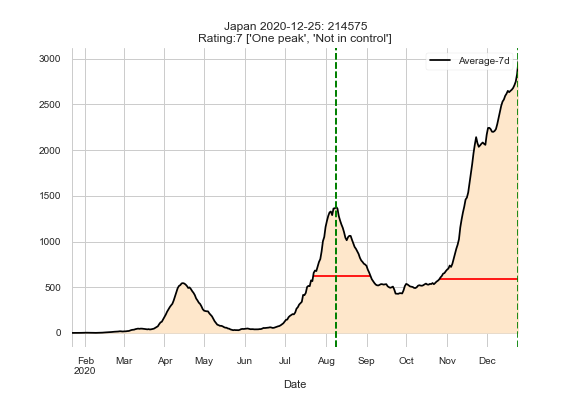 Japan 2020-12-25: 214575
Rating:7 ['One peak', 'Not in control']
Average-7d
3000
2500
2000
1500
1000
500
0
Feb Mar Apr May Jun Jul Aug Sep Oct Nov Dec
2020
Date